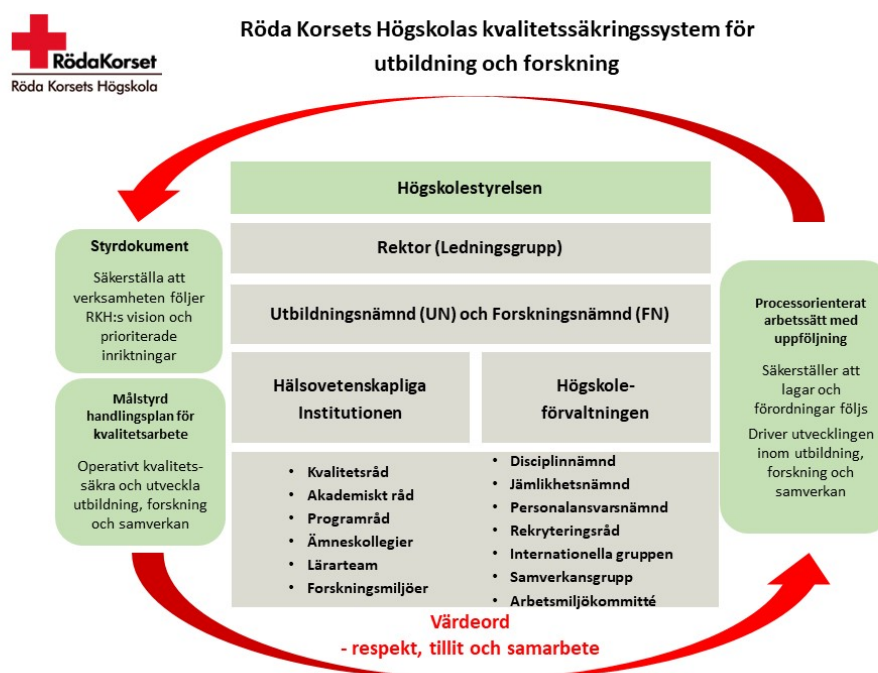 RödaKorset
Röda Korsets Högskola
Röda Korsets Högskolas kvalitetssäkringssystem för
utbildning och forskning
Högskolestyrelsen
Rektor (Ledningsgrupp)
Utbildningsnämnd (UN) och Forskningsnämnd (FN)
Styrdokument
Säkerställa att
verksamheten följer
RKH:s vision och
prioriterade
inriktningar
Målstyrd
handlingsplan för
kvalitetsarbete
Operativt kvalitets-
säkra och utveckla
utbildning, forskning
och samverkan
Hälsovetenskapliga
Institutionen
Högskole-
förvaltningen
• Kvalitetsråd
• Akademiskt råd
• Programråd
• Ämneskollegier
• Lärarteam
• Forskningsmiljöer
• Disciplinnämnd
• Jämlikhetsnämnd
• Personalansvarsnämnd
• Rekryteringsråd
• Internationella gruppen
• Samverkansgrupp
• Arbetsmiljökommitté
Processorienterat
arbetssätt med
uppföljning
Säkerställer att
lagar och
förordningar följs
Driver utvecklingen
inom utbildning,
forskning och
samverkan
Värdeord
- respekt, tillit och samarbete